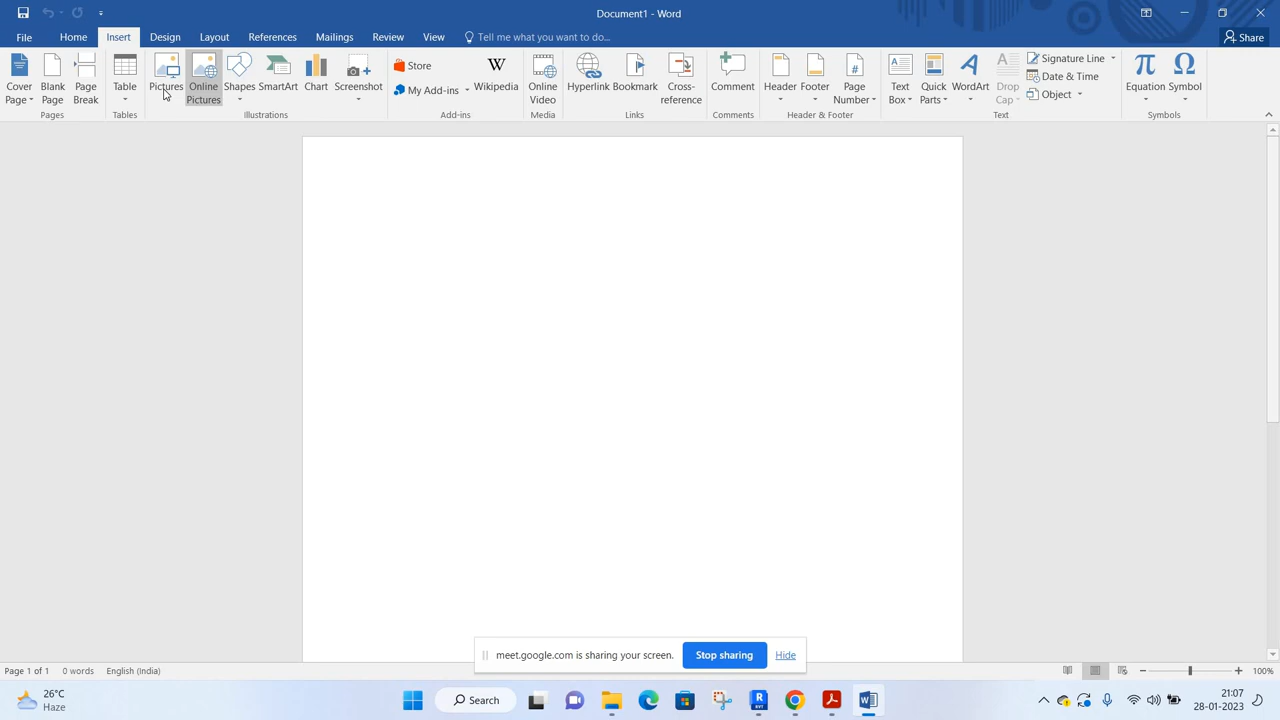 Document1 - Word
File Home Insert Design Layout References Mailings Review View Tell me what you want to do... Share
Cover Page Blank Page Page Break Table Pictures Online Pictures Shapes SmartArt Chart Screenshot Store My Add-ins Wikipedia Online Video Hyperlink Bookmark Cross-reference Comment Header Footer Page Number Text Box Quick Parts WordArt Drop Cap Signature Line Date & Time Object Equation Symbol
Pages Tables Illustrations Add-ins Media Links Comments Header & Footer Text Symbols
meet.google.com is sharing your screen. Stop sharing Hide
Page 1 of 1 0 words English (India) 100%
26°C
Haze
Search
21:07
28-01-2023